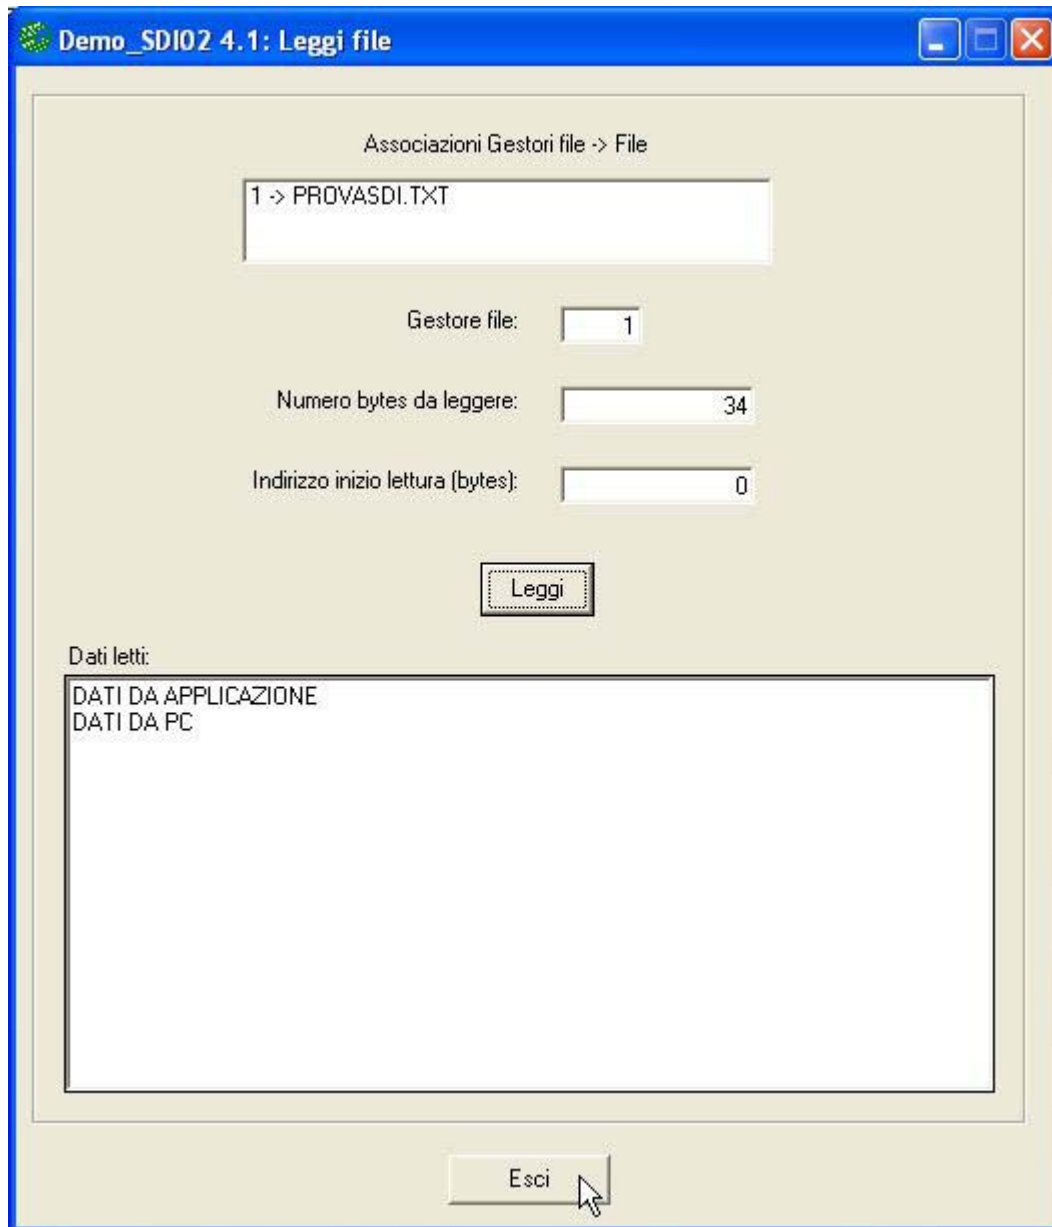 Demo_SDI02 4.1: Leggi file
Associazioni Gestori file -> File
1 -> PROVASDI.TXT
Gestore file: 1
Numero bytes da leggere: 34
Indirizzo inizio lettura (bytes): 0
Leggi
Dati letti:
DATI DA APPLICAZIONE
DATI DA PC
Esci